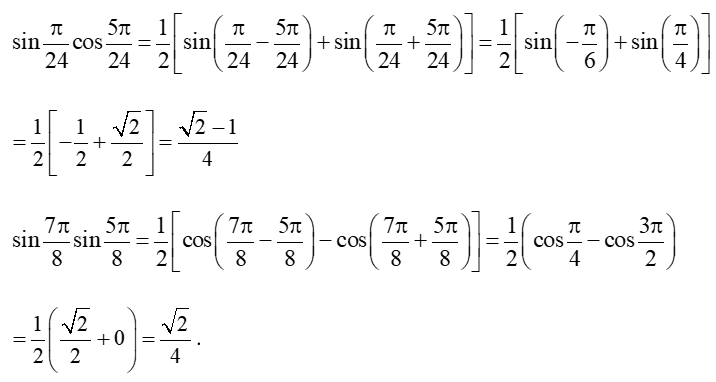 sin π/24 cos 5π/24 = 1/2[sin(π/24 − 5π/24) + sin(π/24 + 5π/24)] = 1/2[sin(−π/6) + sin(π/4)]
= 1/2[−1/2 + √2/2] = (√2 − 1)/4
sin 7π/8 sin 5π/8 = 1/2[cos(7π/8 − 5π/8) − cos(7π/8 + 5π/8)] = 1/2(cos π/4 − cos 3π/2)
= 1/2(√2/2 + 0) = √2/4 .